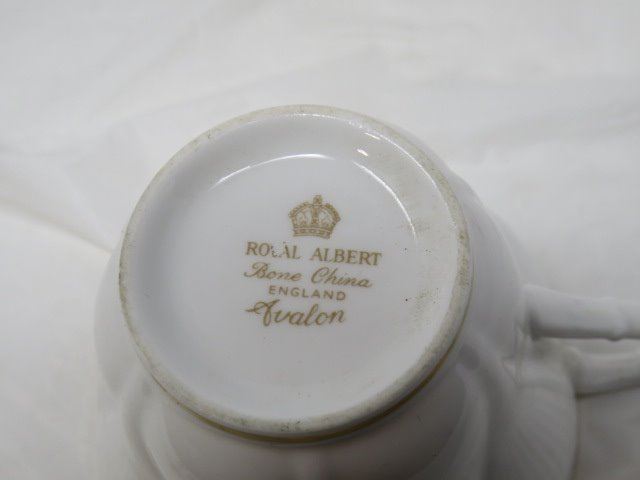 ROYAL ALBERT
Bone China
ENGLAND
Avalon